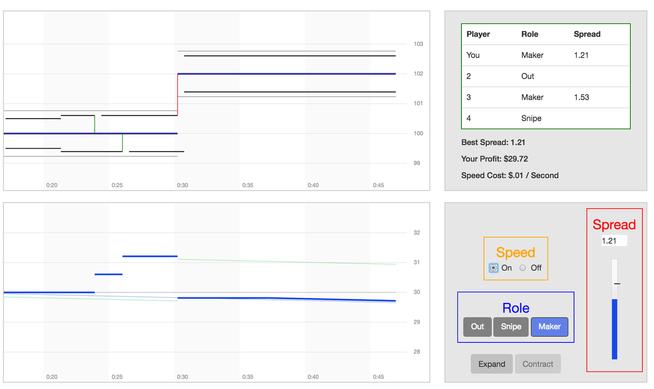 103
102
101
100
99
0:20 0:25 0:30 0:35 0:40 0:45
Player Role Spread
You Maker 1.21
2 Out
3 Maker 1.53
4 Snipe
Best Spread: 1.21
Your Profit: $29.72
Speed Cost: $.01 / Second
32
31
30
29
28
0:20 0:25 0:30 0:35 0:40 0:45
Speed
On Off
Role
Out Snipe Maker
Expand Contract
Spread
1.21